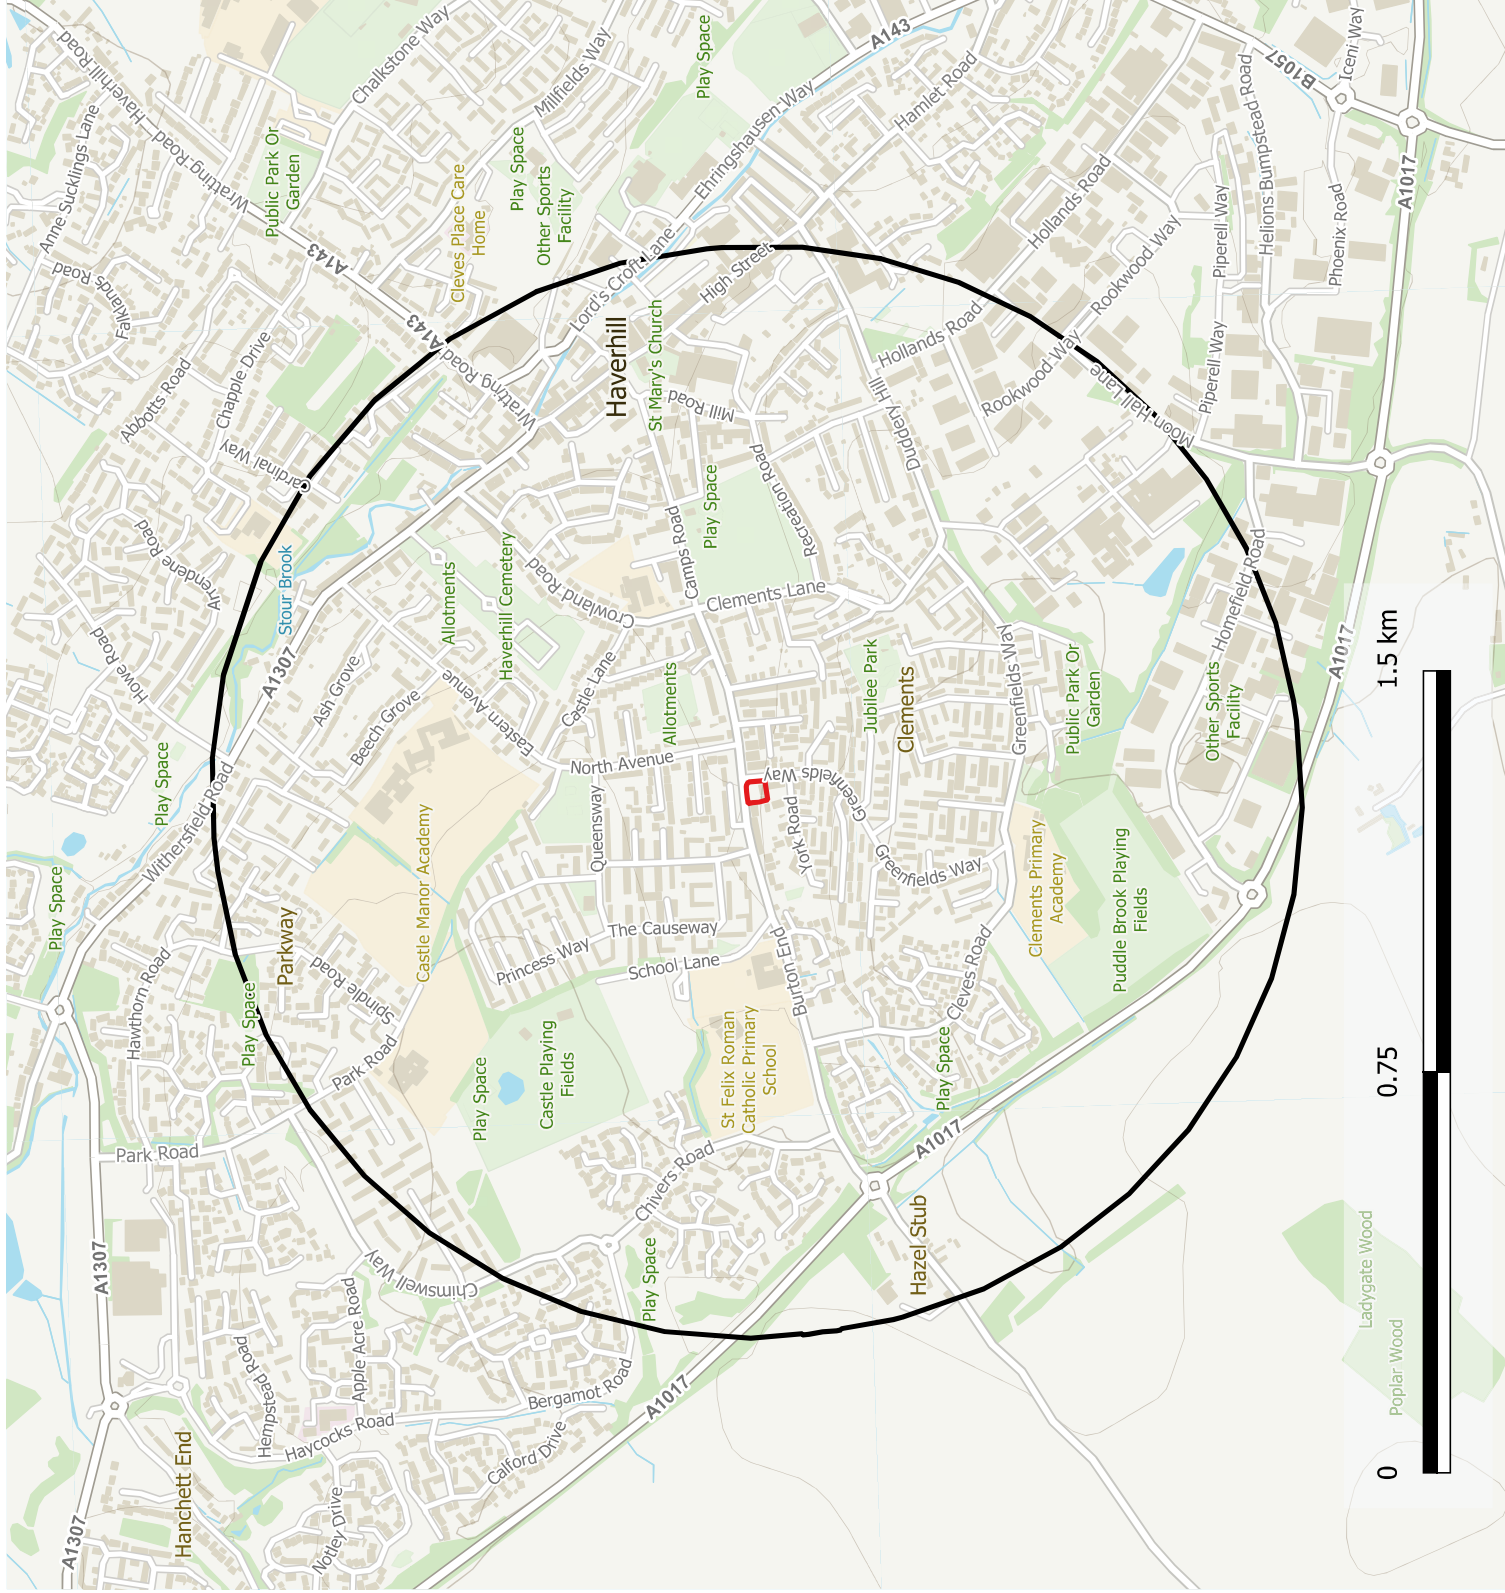 Haverhill Road
Haverhill Road
Wratting Road
Anne Sucklings Lane
Falklands Road
Chalkstone Way
Millfields Way
Play Space
A143
Iceni Way
B1057
Public Park Or
Garden
Cleves Place Care
Home
Play Space
Other Sports
Facility
Ehringshausen Way
Hamlet Road
Hollands Road
Piperell Way
Helions Bumpstead Road
Phoenix Road
A1017
A143
A143
Wratting Road
Abbotts Road
Chapple Drive
Cardinal Way
Lord's Croft Lane
High Street
Haverhill
St Mary's Church
Mill Road
Duddery Hill
Hollands Road
Rookwood Way
Rookwood Way
Piperell Way
Moon Hall Lane
Arrendene Road
Stour Brook
Howe Road
Allotments
Haverhill Cemetery
Crowland Road
Camps Road
Play Space
Recreation Road
Clements Lane
Homefield Road
A1017
A1307
Ash Grove
Beech Grove
Eastern Avenue
Castle Lane
Allotments
North Avenue
Jubilee Park
Clements
Greenfields Way
Public Park Or
Garden
Other Sports
Facility
Play Space
Withersfield Road
Castle Manor Academy
Queensway
Greenfields Way
York Road
Greenfields Way
Clements Primary
Academy
Puddle Brook Playing
Fields
Play Space
Parkway
Spindle Road
Hawthorn Road
Play Space
Park Road
Princess Way
The Causeway
School Lane
Burton End
Cleves Road
Play Space
Castle Playing
Fields
St Felix Roman
Catholic Primary
School
Play Space
A1017
Park Road
Chivers Road
Hazel Stub
Play Space
A1307
Chimswell Way
Apple Acre Road
Hempstead Road
Haycocks Road
Bergamot Road
A1017
Calford Drive
Notley Drive
Hanchett End
A1307
Ladygate Wood
Poplar Wood
0
0.75
1.5 km